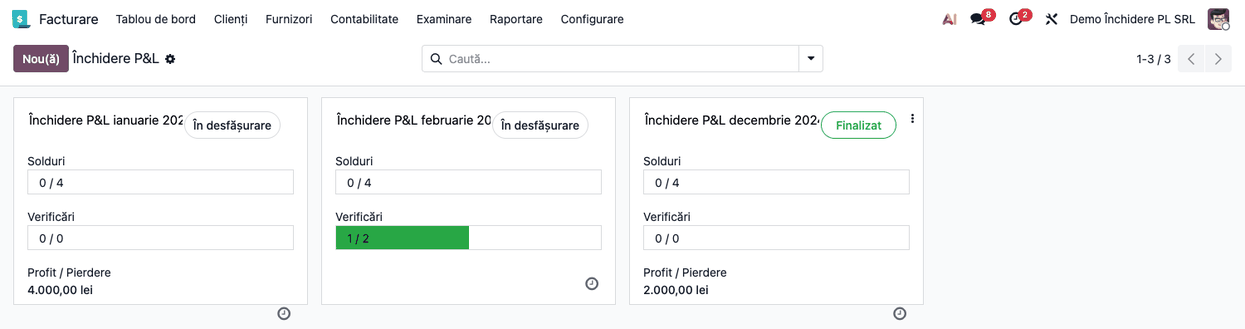 Facturare Tablou de bord Clienți Furnizori Contabilitate Examinare Raportare Configurare AI 8 2 Demo Închidere PL SRL
Nou(ă) Închidere P&L Caută... 1-3 / 3
Închidere P&L ianuarie 202 În desfășurare
Solduri
0 / 4
Verificări
0 / 0
Profit / Pierdere
4.000,00 lei
Închidere P&L februarie 20 În desfășurare
Solduri
0 / 4
Verificări
1 / 2
Închidere P&L decembrie 2024 Finalizat
Solduri
0 / 4
Verificări
0 / 0
Profit / Pierdere
2.000,00 lei